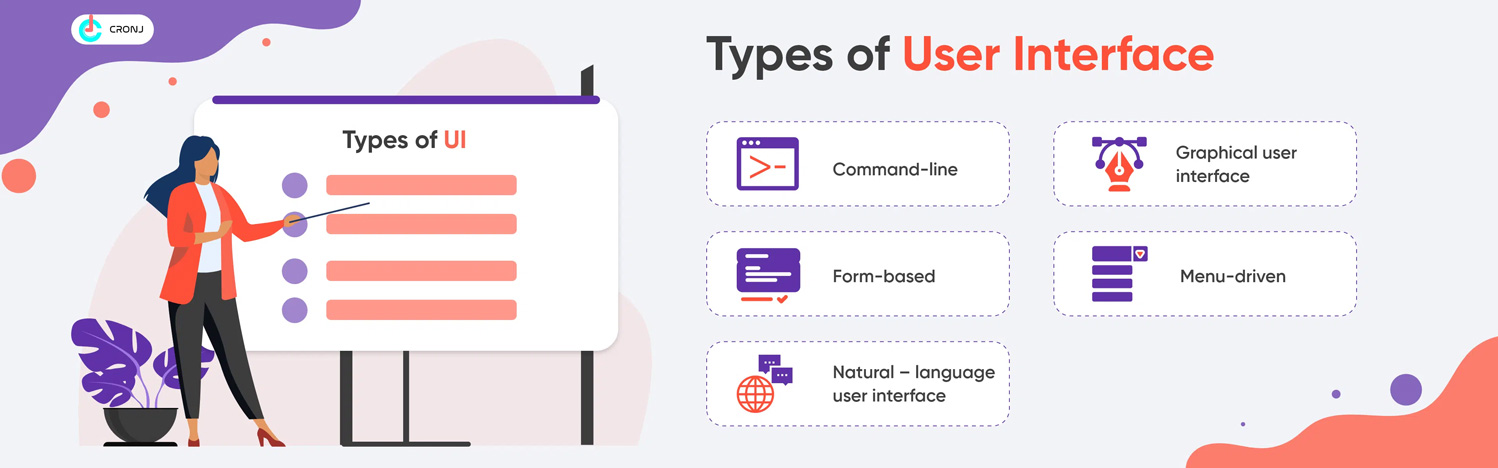 CRONJ
Types of UI
Types of User Interface
Command-line
Graphical user
interface
Form-based
Menu-driven
Natural – language
user interface